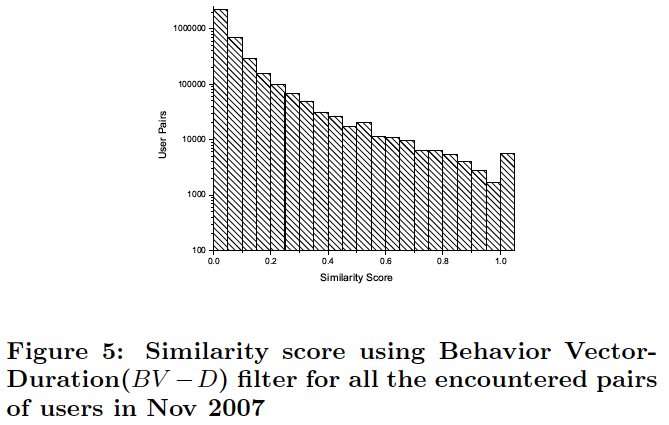 1000000
100000
10000
1000
100
User Pairs
0.0 0.2 0.4 0.6 0.8 1.0
Similarity Score
Figure 5: Similarity score using Behavior Vector-
Duration(BV − D) filter for all the encountered pairs
of users in Nov 2007